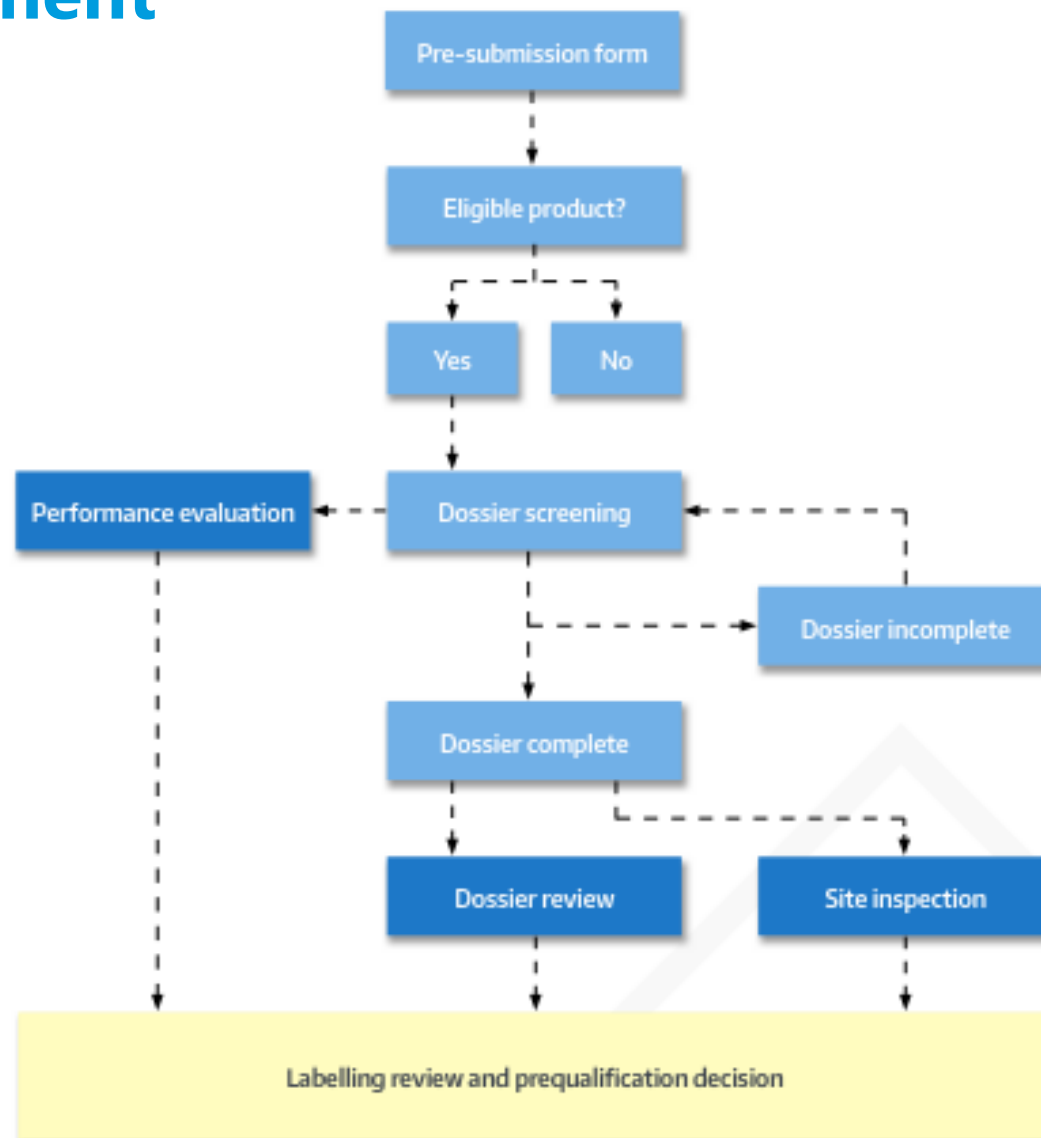 Pre-submission form
Eligible product?
Yes
No
Performance evaluation
Dossier screening
Dossier incomplete
Dossier complete
Dossier review
Site inspection
Labelling review and prequalification decision